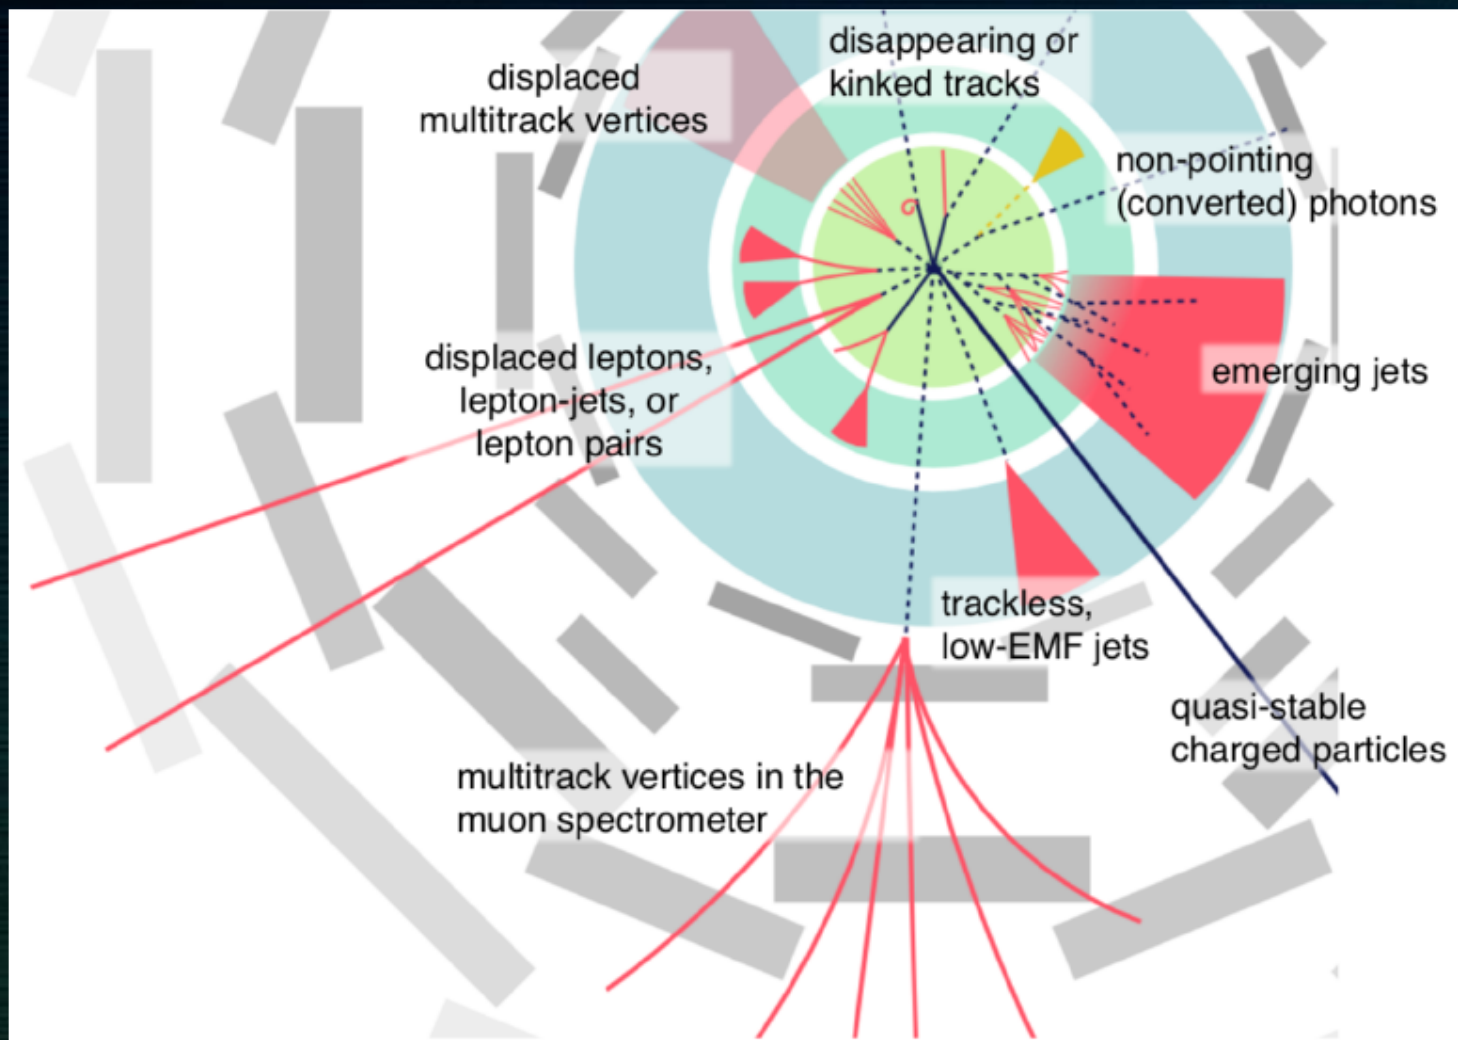 disappearing or
kinked tracks
displaced
multitrack vertices
non-pointing
(converted) photons
displaced leptons,
lepton-jets, or
lepton pairs
emerging jets
trackless,
low-EMF jets
quasi-stable
charged particles
multitrack vertices in the
muon spectrometer